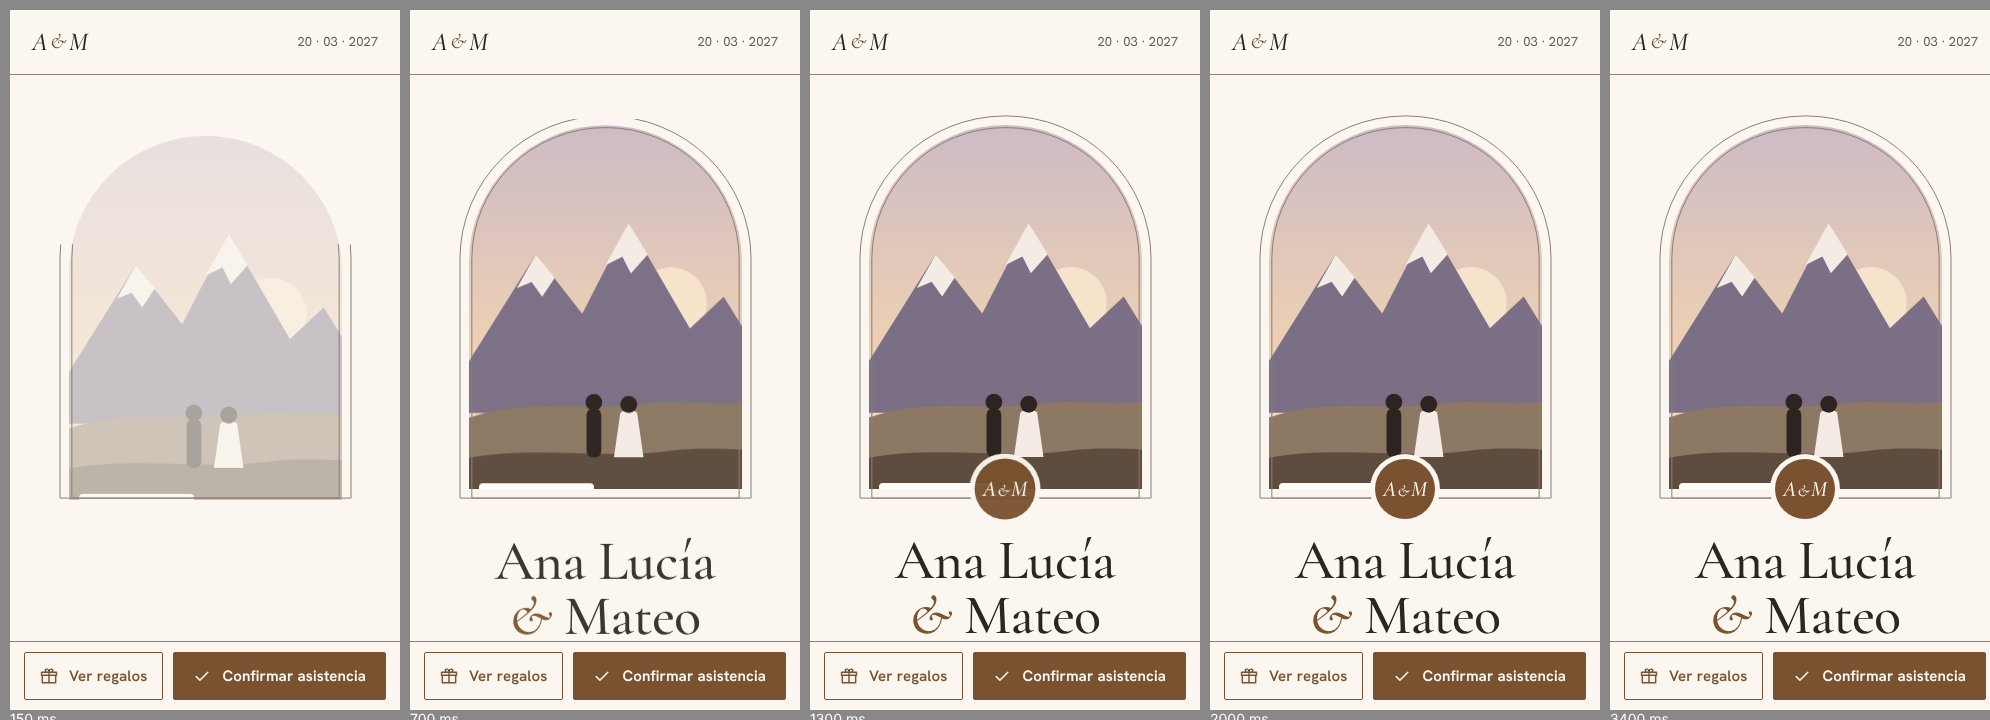 A&M 20 · 03 · 2027
Ver regalos Confirmar asistencia
150 ms
A&M 20 · 03 · 2027
Ana Lucía
& Mateo
Ver regalos Confirmar asistencia
700 ms
A&M 20 · 03 · 2027
A&M
Ana Lucía
& Mateo
Ver regalos Confirmar asistencia
1300 ms
A&M 20 · 03 · 2027
A&M
Ana Lucía
& Mateo
Ver regalos Confirmar asistencia
2000 ms
A&M 20 · 03 · 2027
A&M
Ana Lucía
& Mateo
Ver regalos Confirmar asistencia
3400 ms